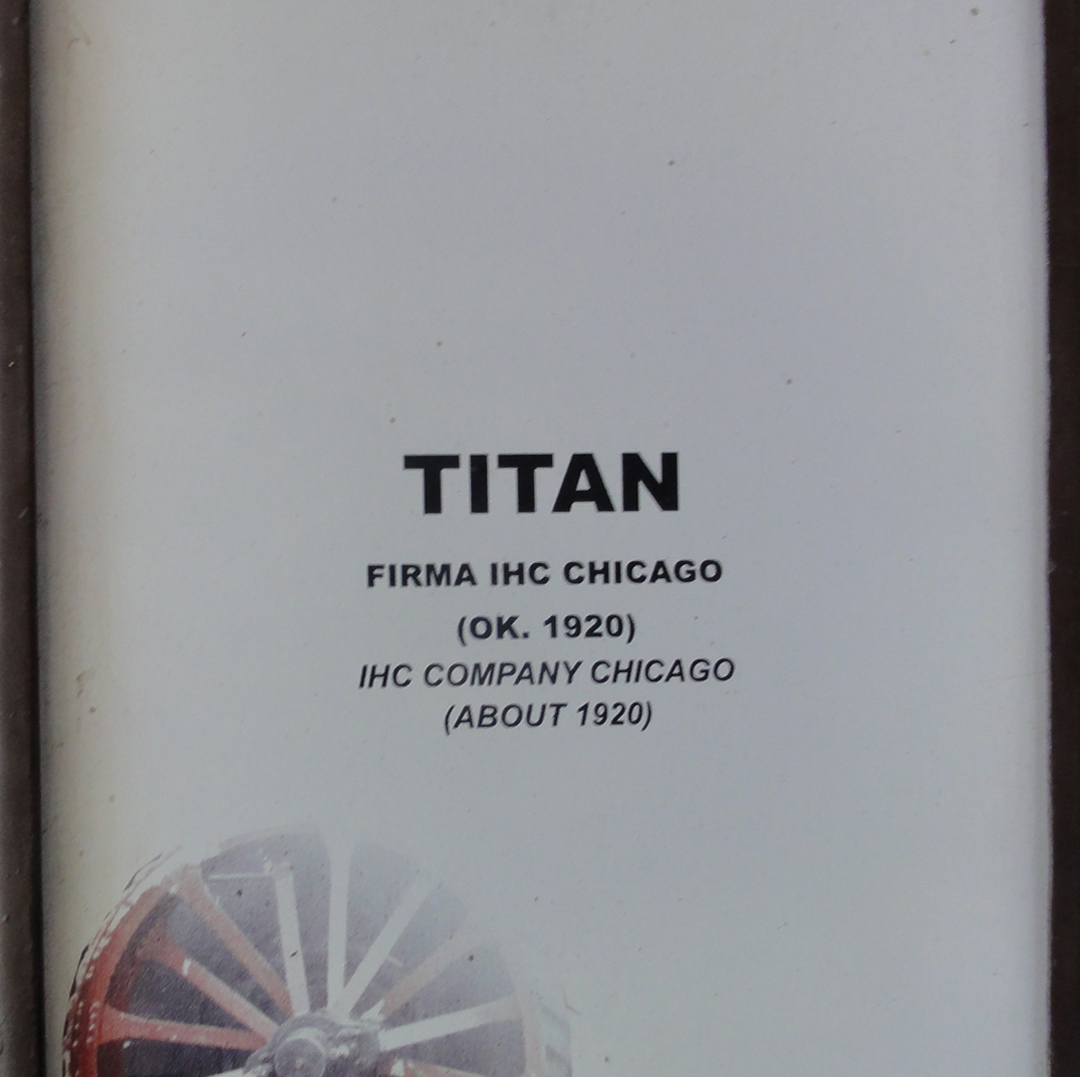 TITAN
FIRMA IHC CHICAGO
(OK. 1920)
IHC COMPANY CHICAGO
(ABOUT 1920)